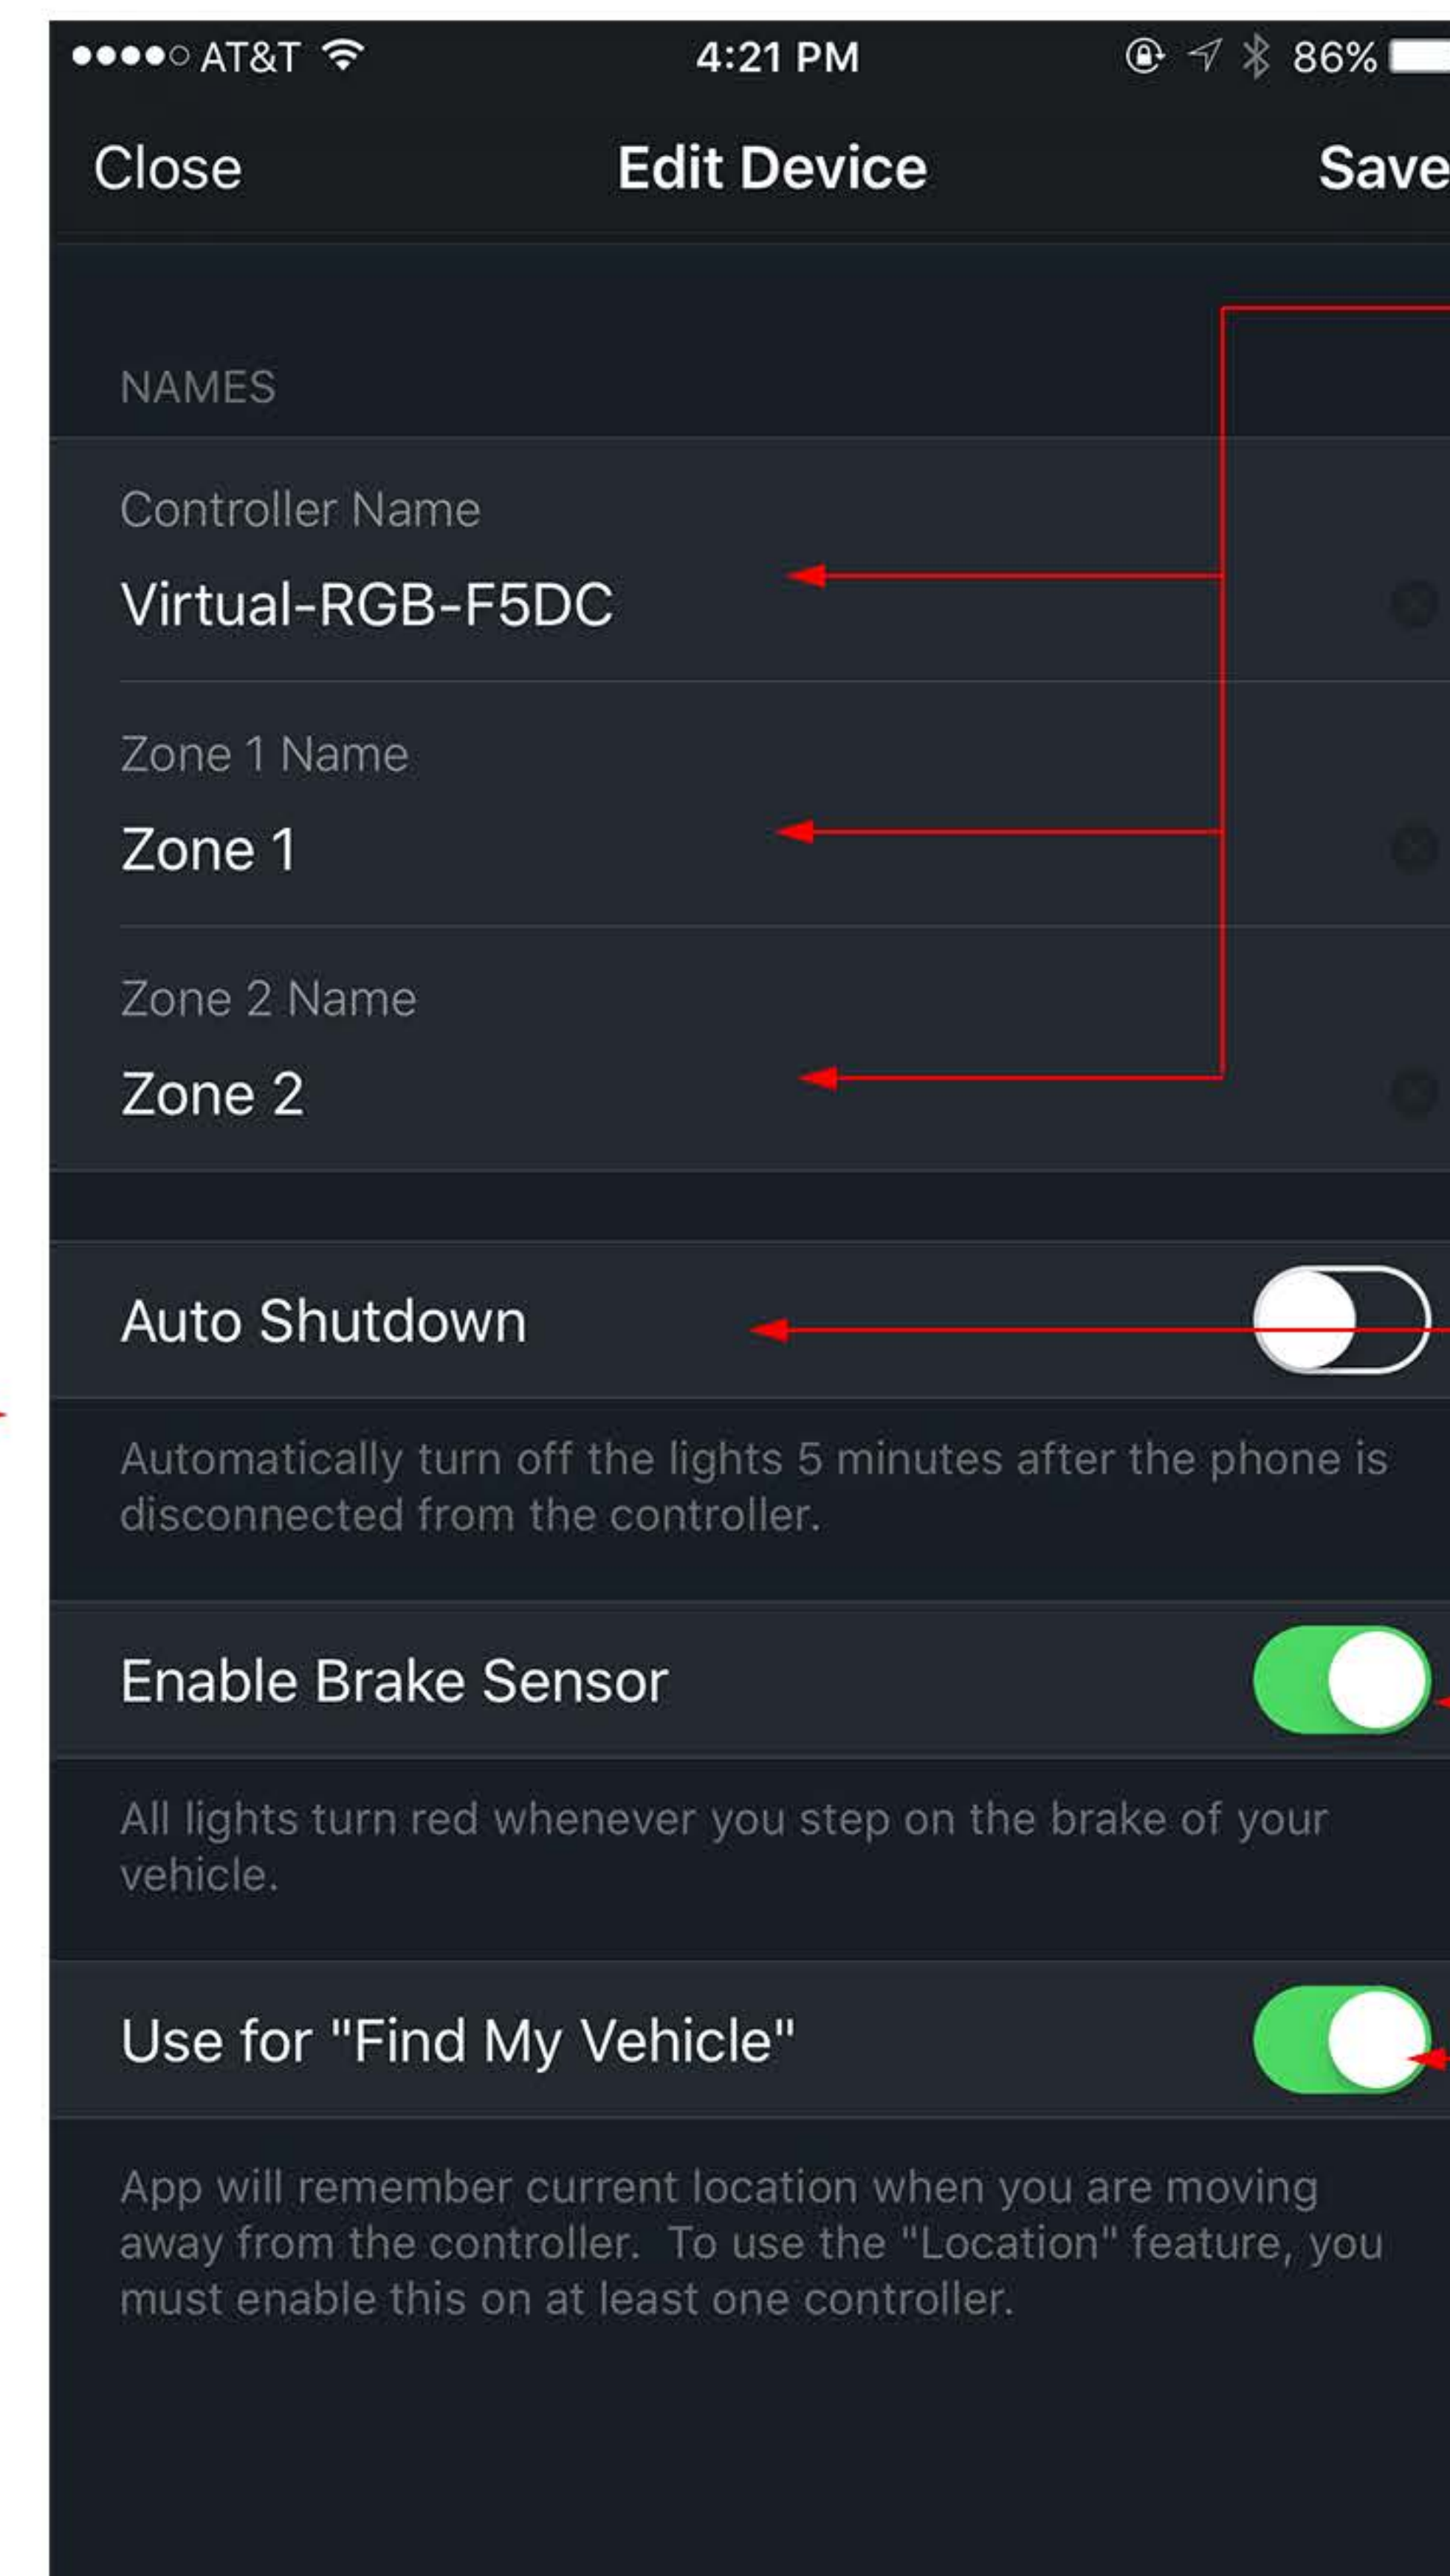 AT&T 4:21 PM 86%
Close Edit Device Save
NAMES
Controller Name
Virtual-RGB-F5DC
Zone 1 Name
Zone 1
Zone 2 Name
Zone 2
Auto Shutdown
Automatically turn off the lights 5 minutes after the phone is
disconnected from the controller.
Enable Brake Sensor
All lights turn red whenever you step on the brake of your
vehicle.
Use for "Find My Vehicle"
App will remember current location when you are moving
away from the controller.  To use the "Location" feature, you
must enable this on at least one controller.